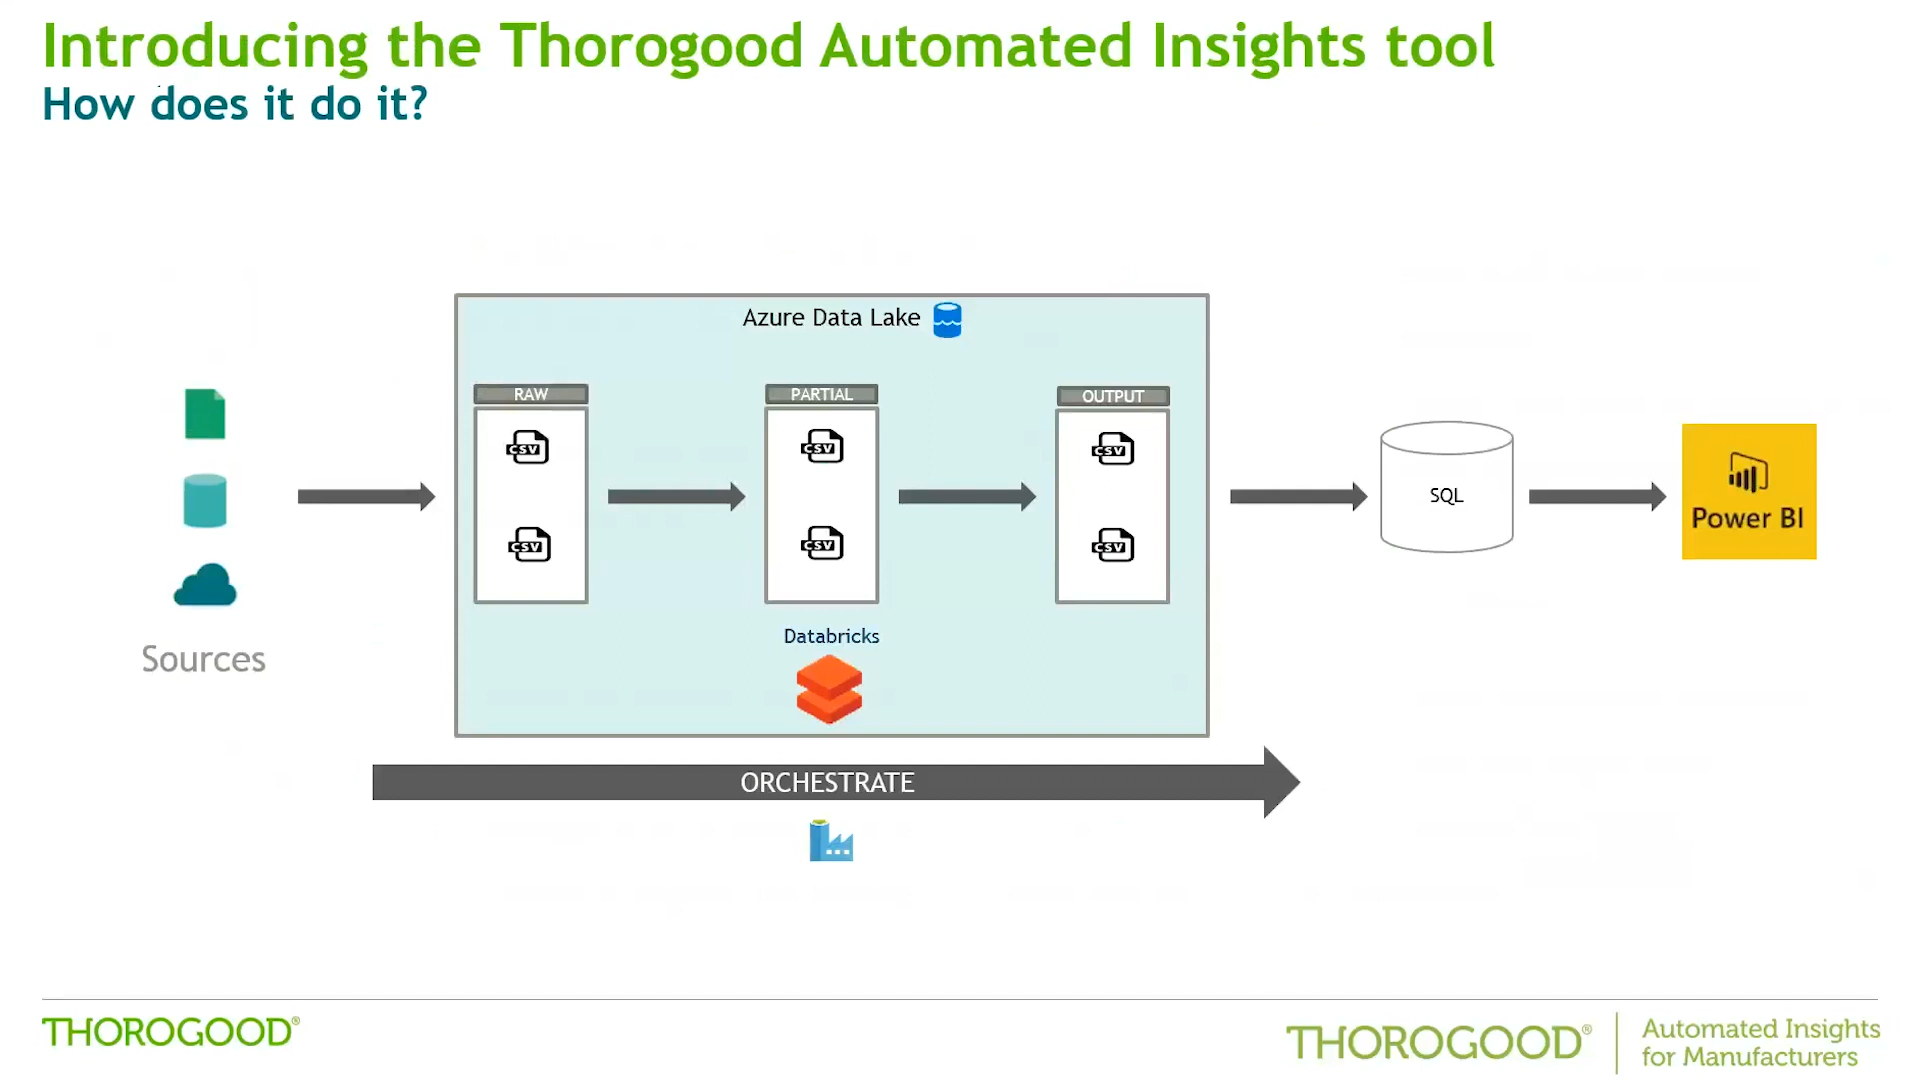 Introducing the Thorogood Automated Insights tool
How does it do it?
Azure Data Lake
RAW
PARTIAL
OUTPUT
CSV
CSV
CSV
CSV
CSV
CSV
SQL
Power BI
Databricks
Sources
ORCHESTRATE
THOROGOOD®
THOROGOOD®
Automated Insights
for Manufacturers